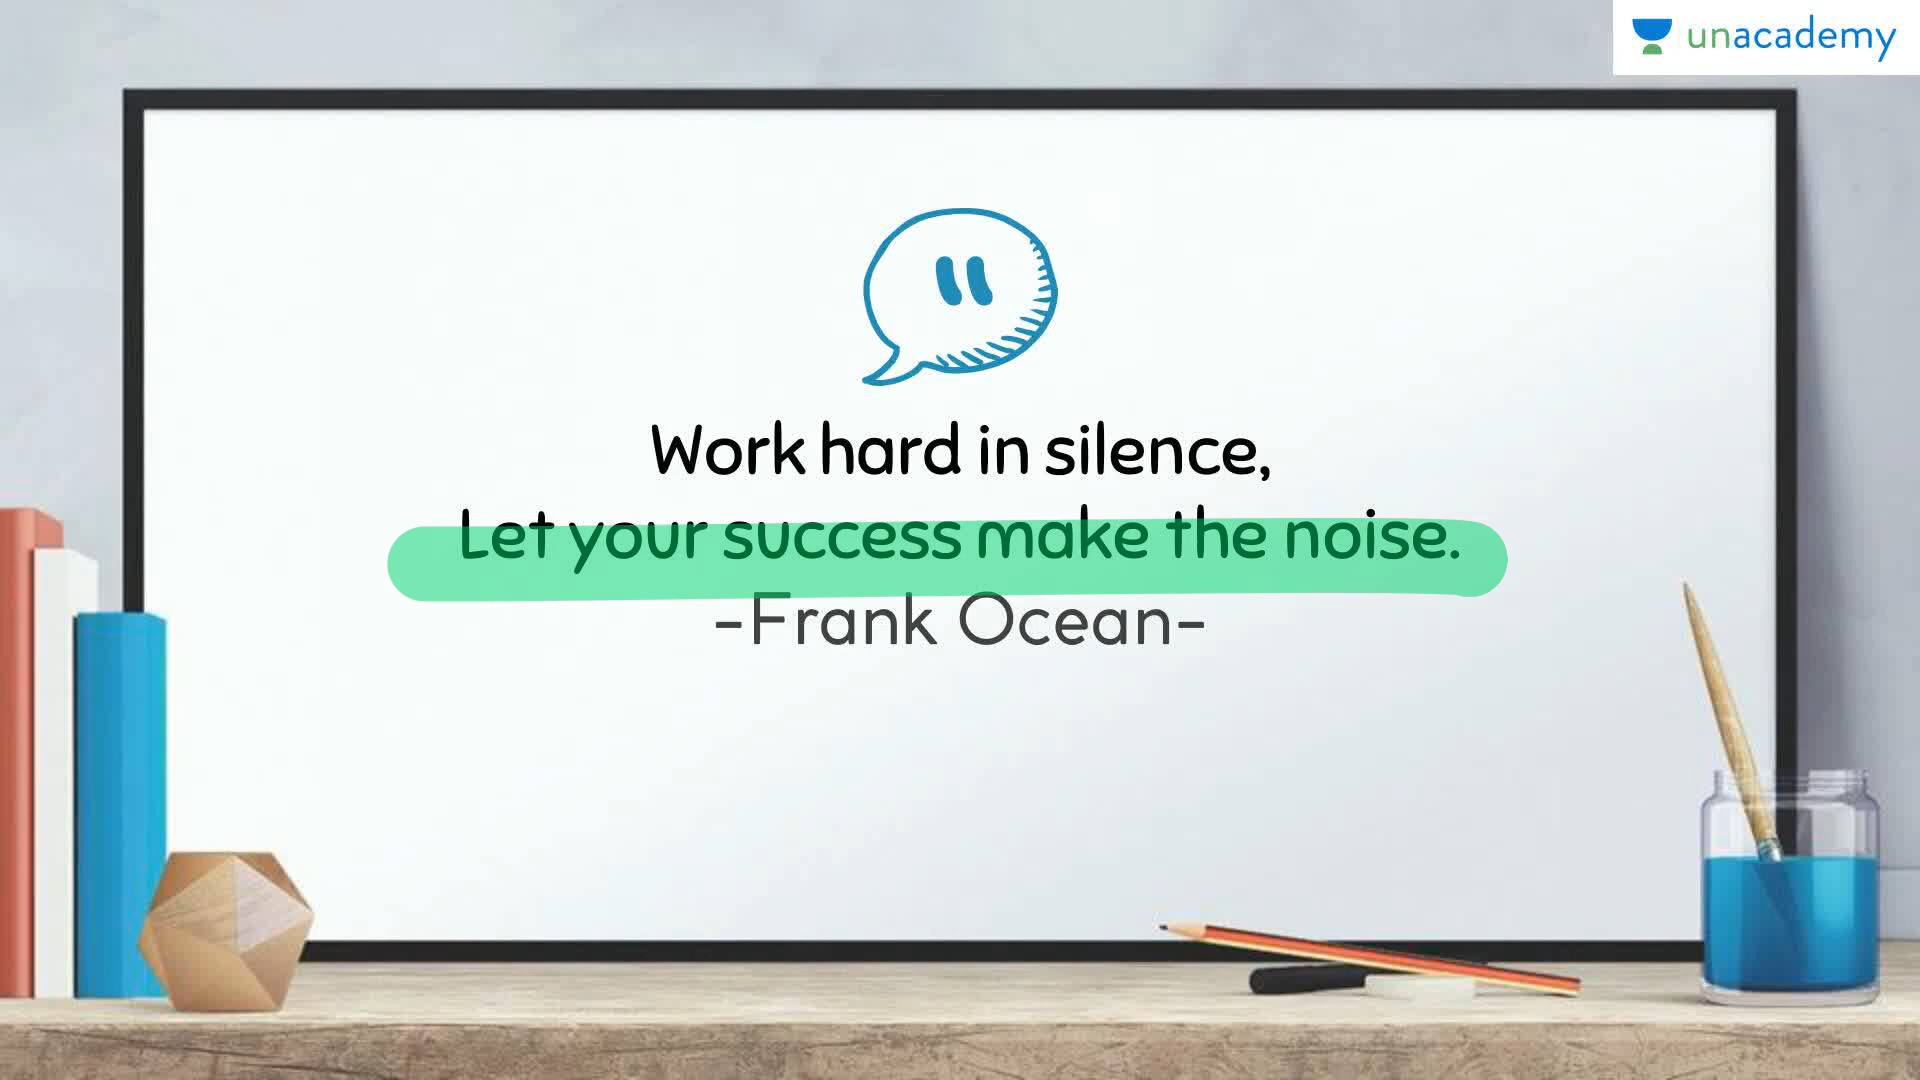 unacademy
Work hard in silence,
Let your success make the noise.
-Frank Ocean-